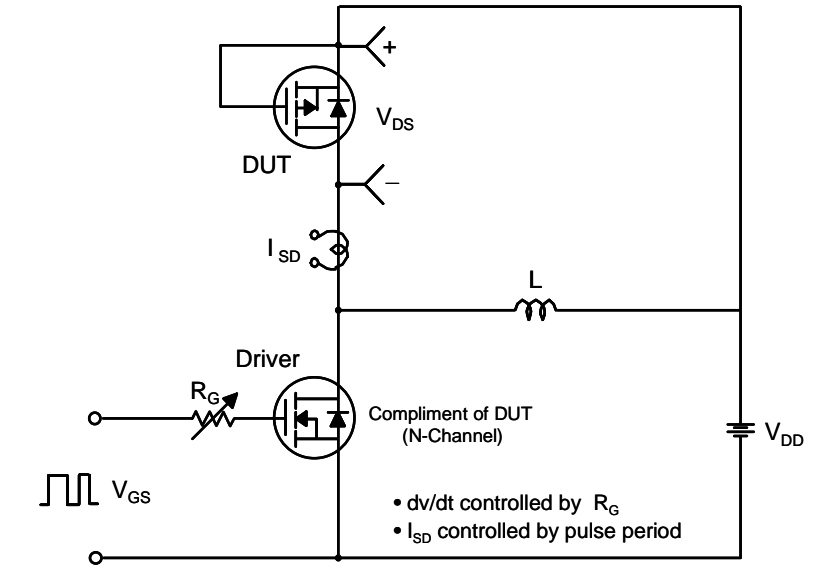 +
V_DS
DUT
−
I_SD
L
Driver
R_G
Compliment of DUT
(N-Channel)
V_DD
V_GS
• dv/dt controlled by R_G
• I_SD controlled by pulse period